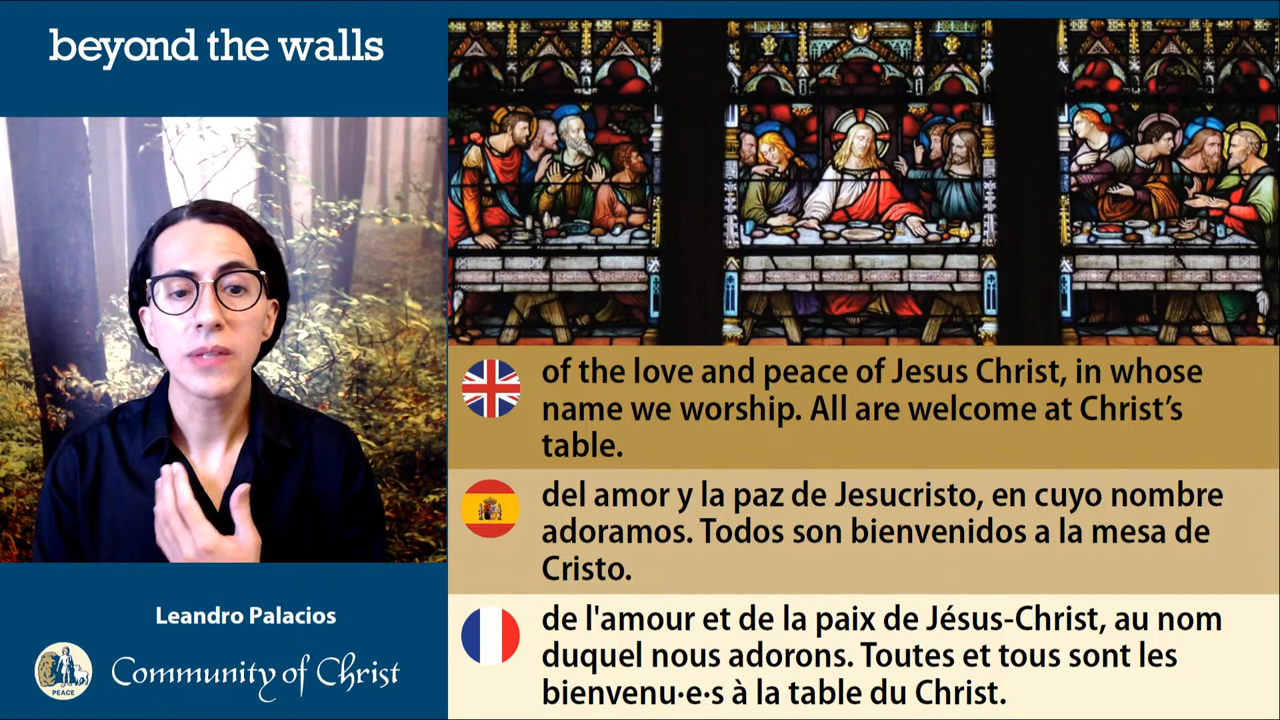 beyond the walls
of the love and peace of Jesus Christ, in whose
name we worship. All are welcome at Christ’s
table.
del amor y la paz de Jesucristo, en cuyo nombre
adoramos. Todos son bienvenidos a la mesa de
Cristo.
de l'amour et de la paix de Jésus-Christ, au nom
duquel nous adorons. Toutes et tous sont les
bienvenu·e·s à la table du Christ.
Leandro Palacios
PEACE
Community of Christ